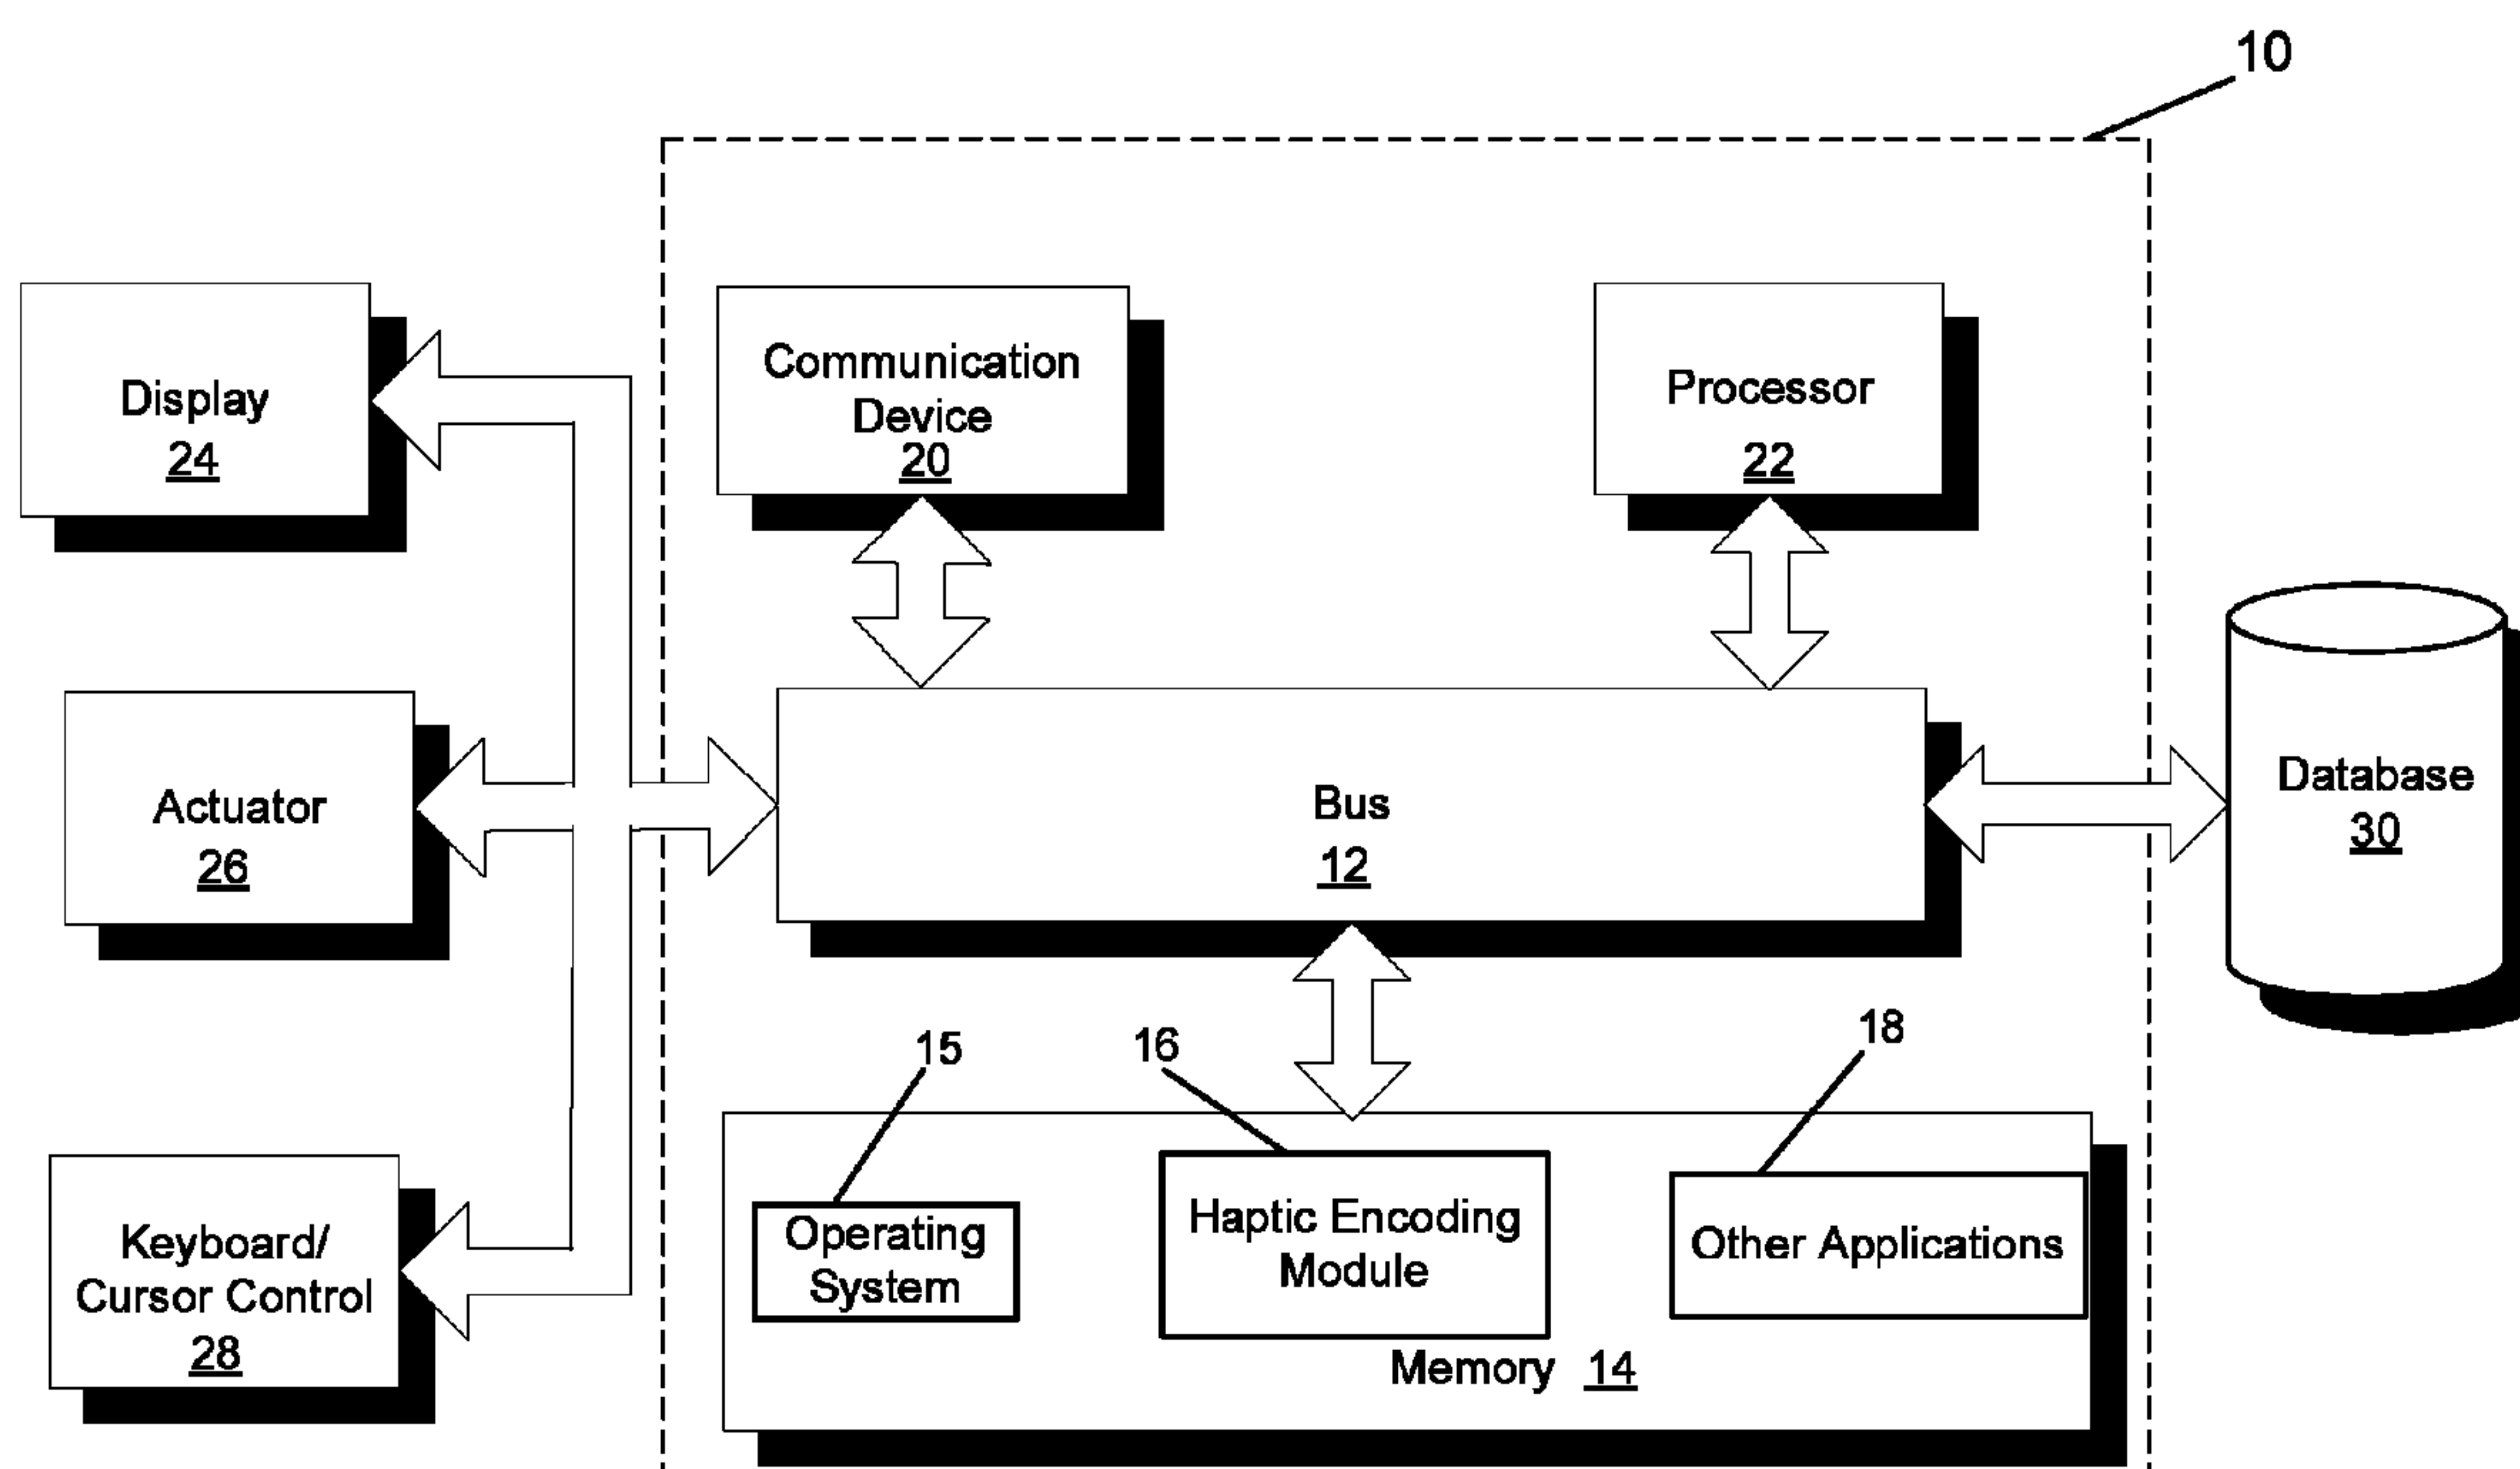 10
Display
24
Communication
Device
20
Processor
22
Actuator
26
Bus
12
Database
30
15
16
18
Keyboard/
Cursor Control
28
Operating
System
Haptic Encoding
Module
Other Applications
Memory 14